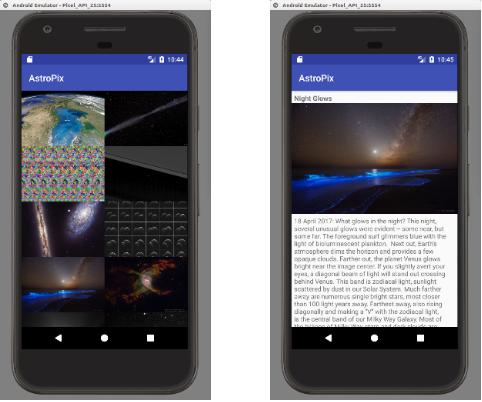 Android Emulator - Pixel_API_25:5554
10:44
AstroPix
Android Emulator - Pixel_API_25:5554
10:45
AstroPix
Night Glows
18 April 2017: What glows in the night? This night,
several unusual glows were evident -- some near, but
some far. The foreground surf glimmers blue with the
light of bioluminescent plankton. Next out, Earth's
atmosphere dims the horizon and provides a few
opaque clouds. Farther out, the planet Venus glows
bright near the image center. If you slightly avert your
eyes, a diagonal beam of light will stand out crossing
behind Venus. This band is zodiacal light, sunlight
scattered by dust in our Solar System. Much farther
away are numerous single bright stars, most closer
than 100 light years away. Farthest away, also rising
diagonally and making a "V" with the zodiacal light,
is the central band of our Milky Way Galaxy. Most of